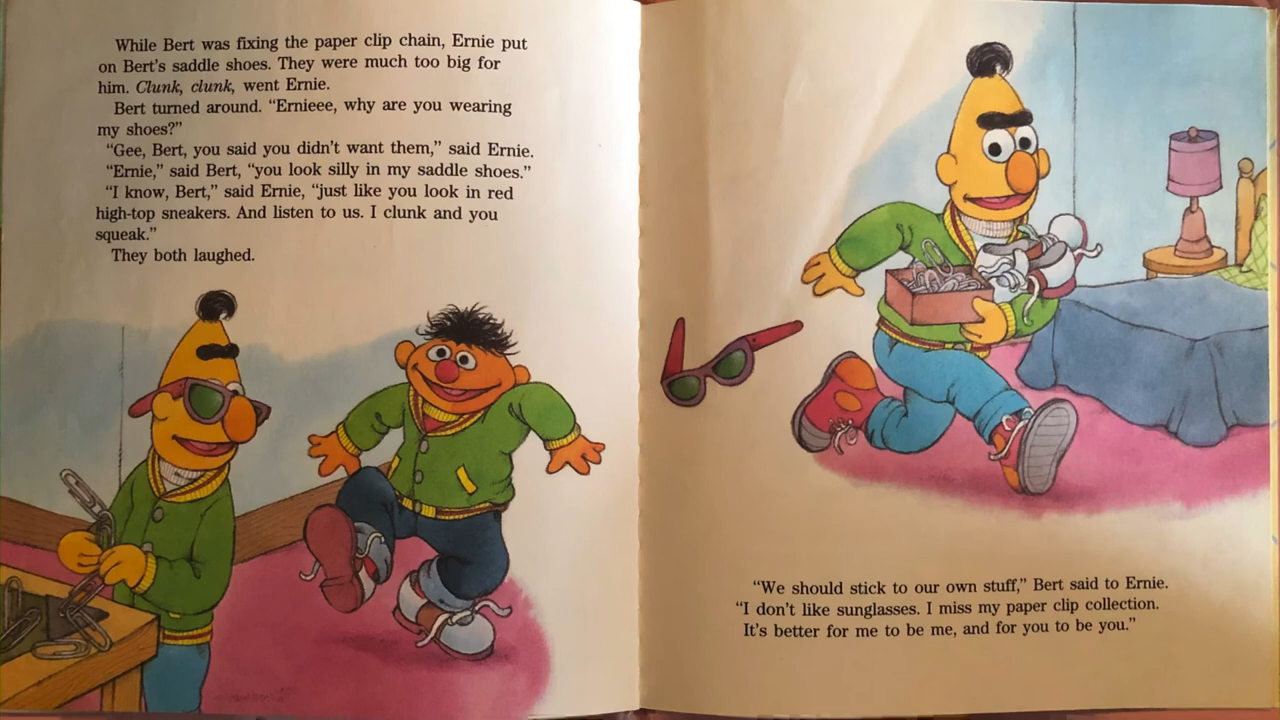 While Bert was fixing the paper clip chain, Ernie put
on Bert's saddle shoes. They were much too big for
him. Clunk, clunk, went Ernie.
Bert turned around. “Ernieee, why are you wearing
my shoes?”
“Gee, Bert, you said you didn't want them,” said Ernie.
“Ernie,” said Bert, “you look silly in my saddle shoes.”
“I know, Bert,” said Ernie, “just like you look in red
high-top sneakers. And listen to us. I clunk and you
squeak.”
They both laughed.
“We should stick to our own stuff,” Bert said to Ernie.
“I don't like sunglasses. I miss my paper clip collection.
It's better for me to be me, and for you to be you.”